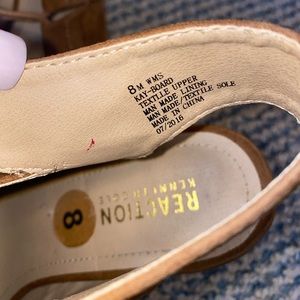 8M WMS
KAY-BOARD
TEXTILE UPPER
MAN MADE LINING
MAN MADE/TEXTILE SOLE
MADE IN CHINA
07/2016
REACTION
KENNETH COLE
8